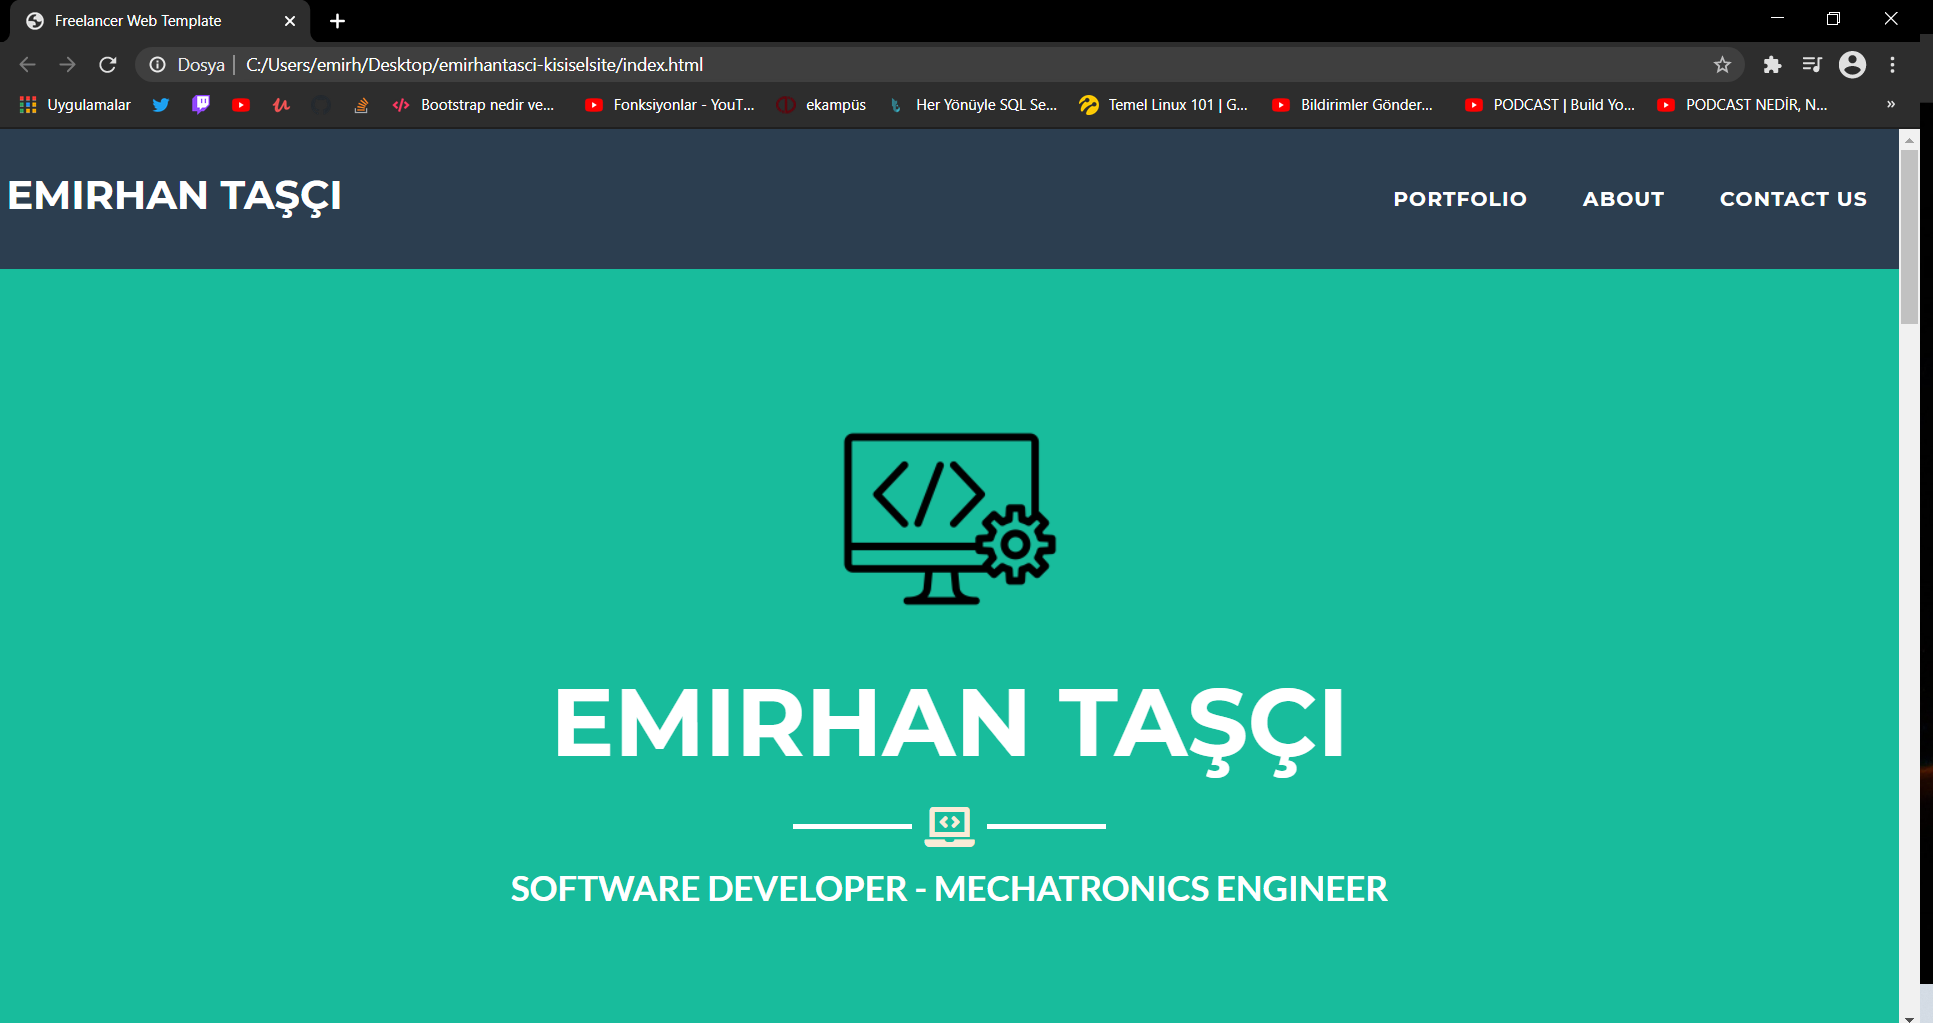 Freelancer Web Template
Dosya | C:/Users/emirh/Desktop/emirhantasci-kisiselsite/index.html
Uygulamalar Bootstrap nedir ve... Fonksiyonlar - YouT... ekampüs Her Yönüyle SQL Se... Temel Linux 101 | G... Bildirimler Gönder... PODCAST | Build Yo... PODCAST NEDİR, N... »
EMIRHAN TAŞÇI
PORTFOLIO ABOUT CONTACT US
</>
EMIRHAN TAŞÇI
SOFTWARE DEVELOPER - MECHATRONICS ENGINEER